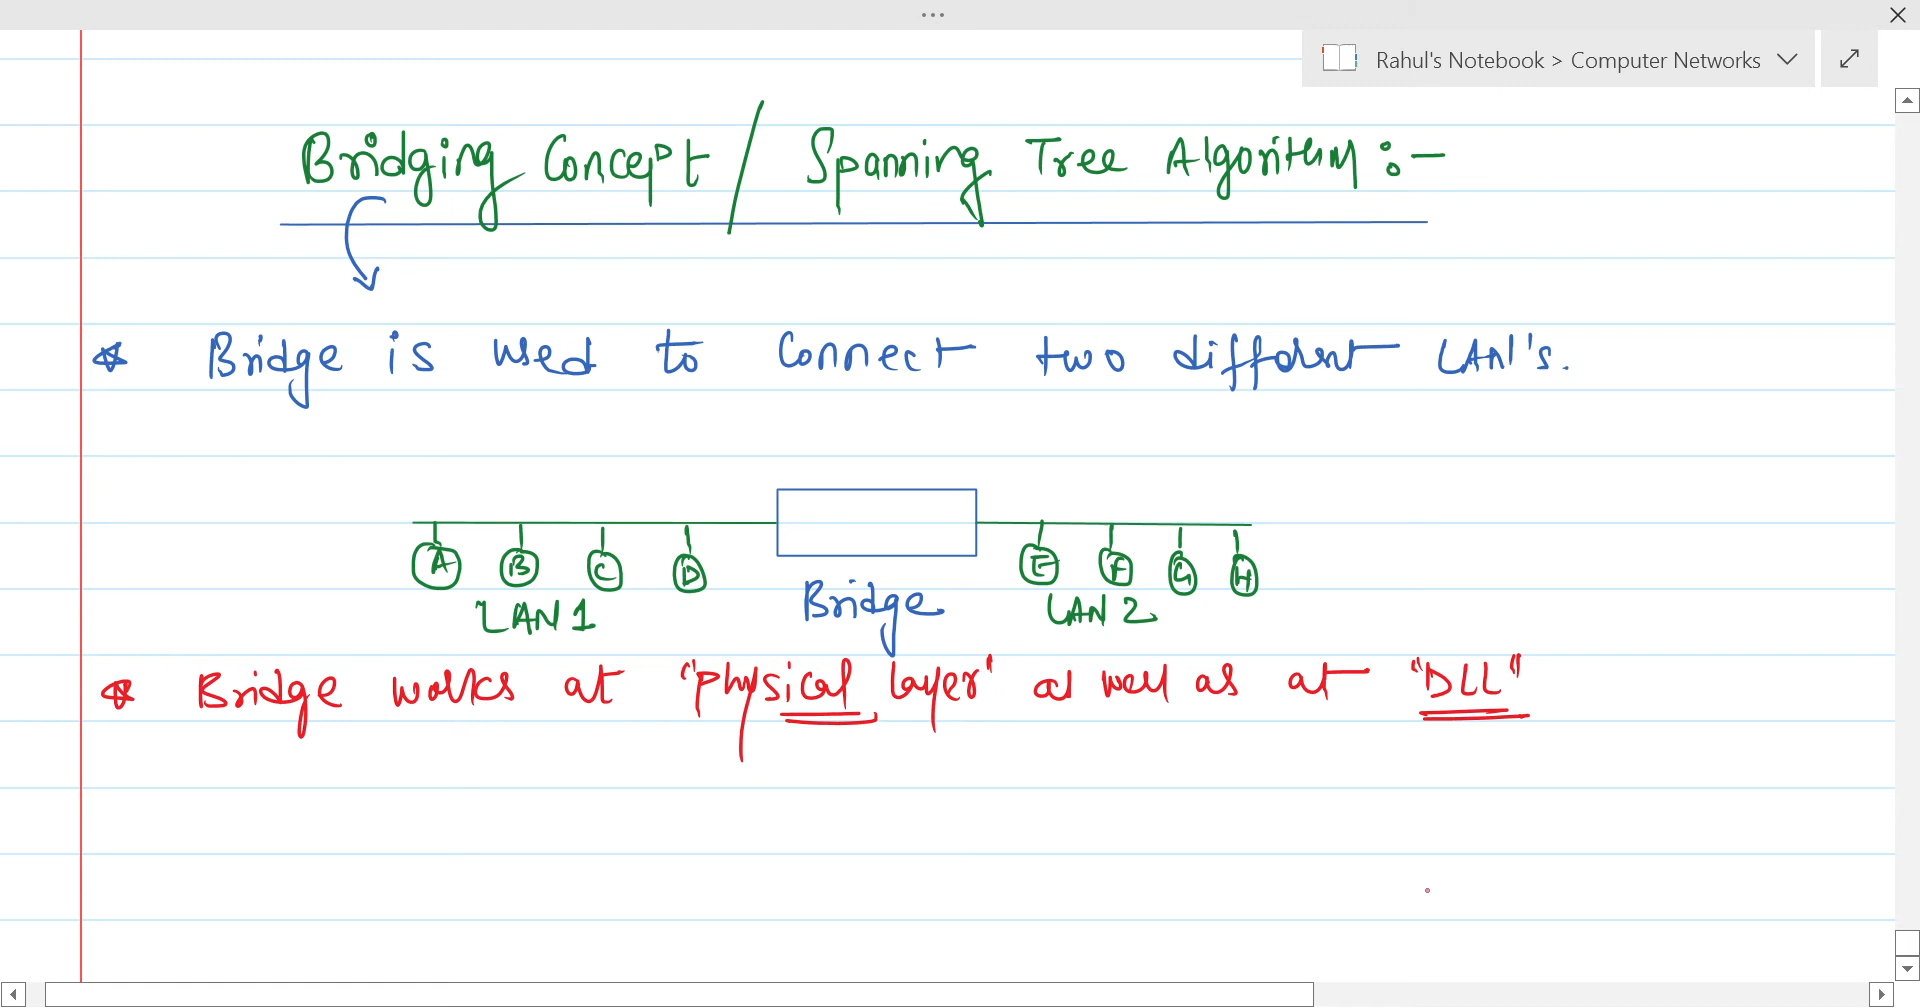 Rahul's Notebook > Computer Networks
Bridging Concept / Spanning Tree Algorithm :-
Bridge is used to Connect two different LAN's.
A B C D E F G H
LAN 1 Bridge LAN 2
Bridge works at "Physical layer" as well as at "DLL"